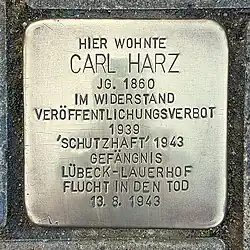 HIER WOHNTE
CARL HARZ
JG. 1860
IM WIDERSTAND
VERÖFFENTLICHUNGSVERBOT
1939
'SCHUTZHAFT' 1943
GEFÄNGNIS
LÜBECK-LAUERHOF
FLUCHT IN DEN TOD
13. 8. 1943